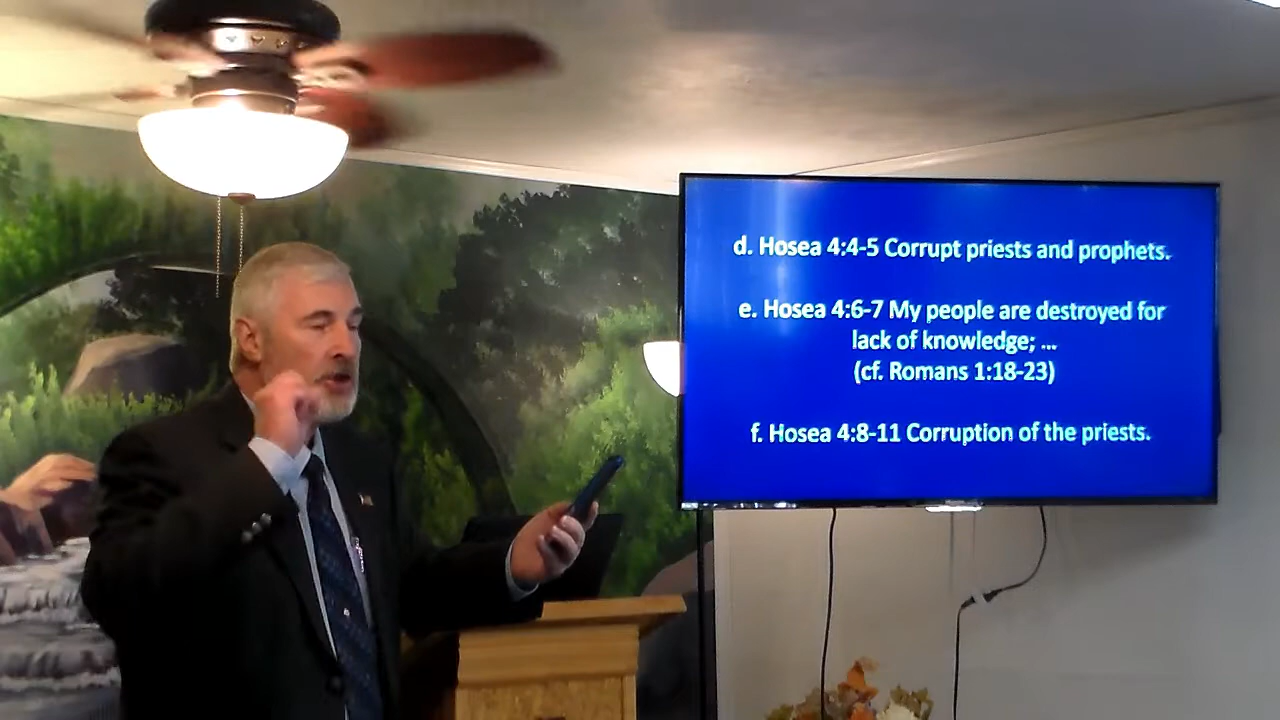 d. Hosea 4:4-5 Corrupt priests and prophets.
e. Hosea 4:6-7 My people are destroyed for
lack of knowledge; ...
(cf. Romans 1:18-23)
f. Hosea 4:8-11 Corruption of the priests.